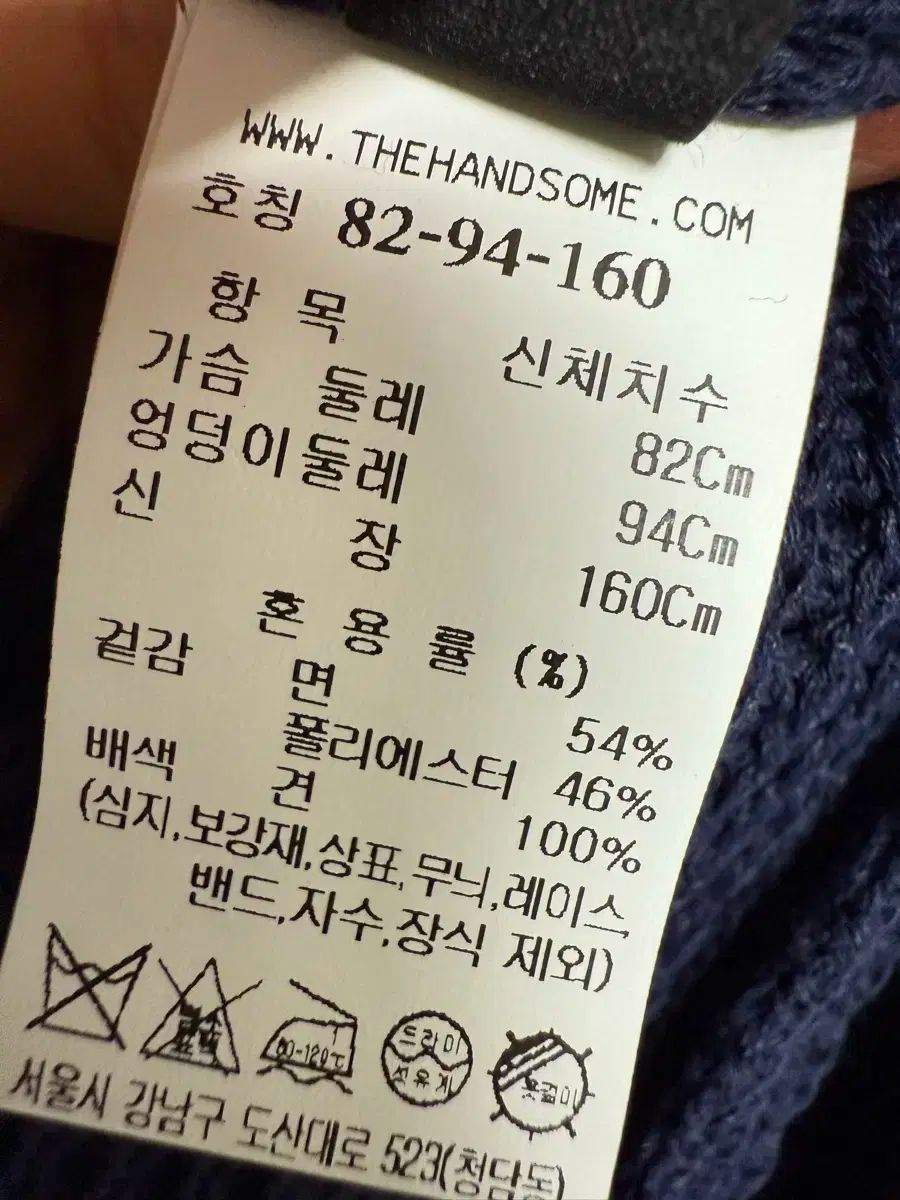 WWW.THEHANDSOME.COM
호칭 82-94-160
항 목 신체치수
가슴 둘레 82Cm
엉덩이둘레 94Cm
신 장 160Cm
혼 용 률 (%)
겉감 면 54%
폴리에스터 46%
배색 견 100%
(심지,보강재,상표,무늬,레이스,
밴드,자수,장식 제외)
80-120℃ 드라이 석유계 옷걸이
서울시 강남구 도산대로 523(청담동)